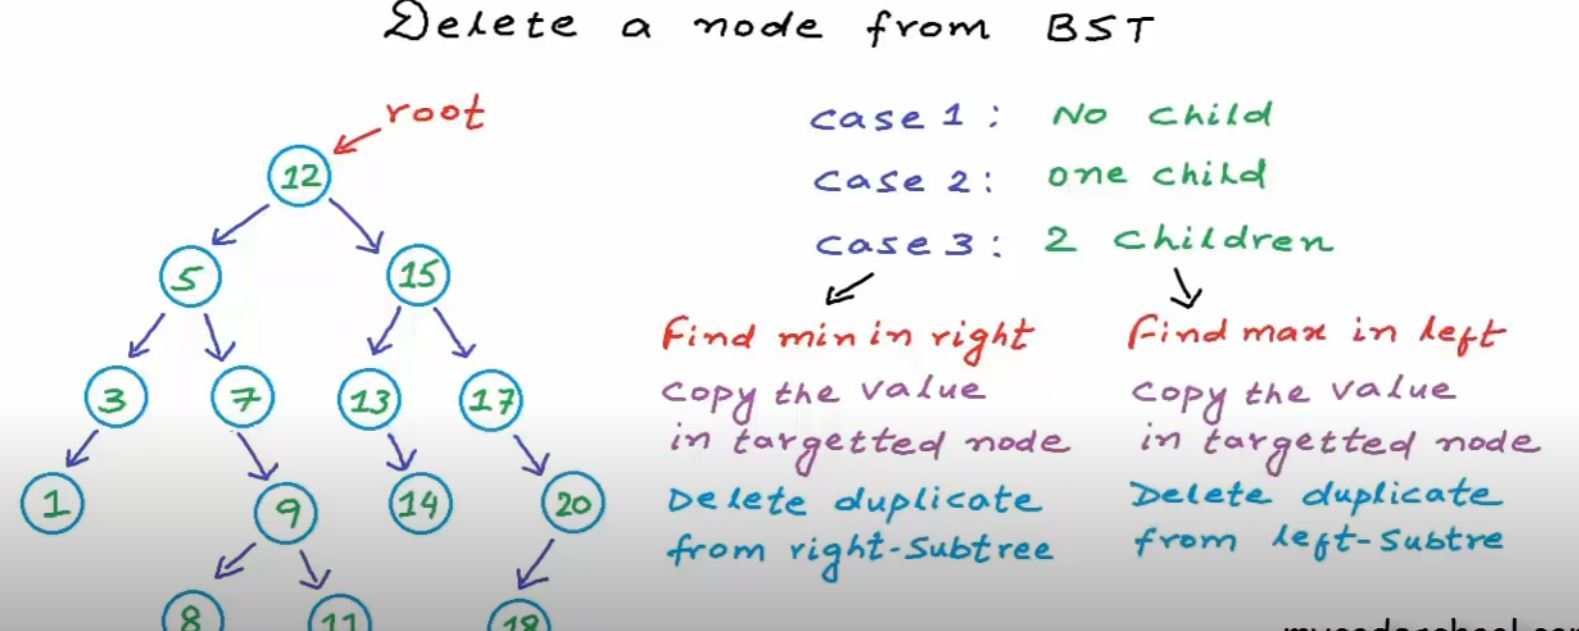 Delete a node from BST
root
case 1: No child
case 2: one child
case 3: 2 children
12
5
15
3
7
13
17
1
9
14
20
8
11
18
Find min in right
copy the value
in targetted node
Delete duplicate
from right-subtree
Find max in left
copy the value
in targetted node
Delete duplicate
from left-subtre